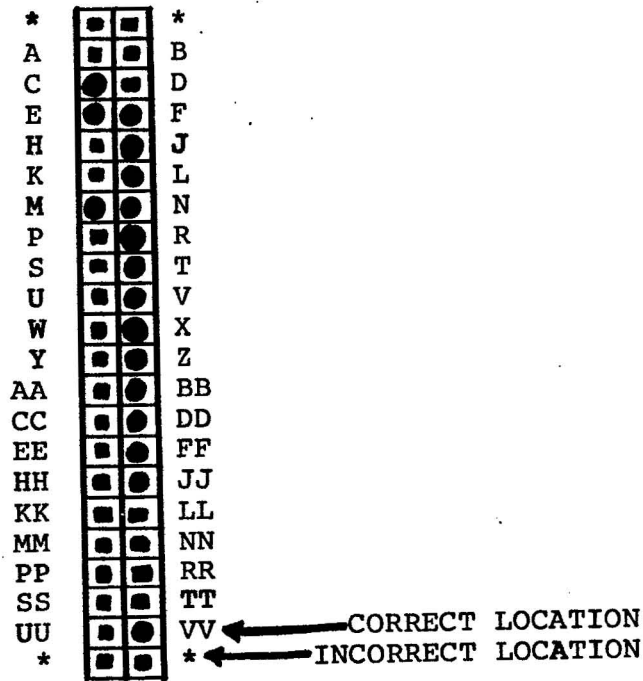 * *
A B
C D
E F
H J
K L
M N
P R
S T
U V
W X
Y Z
AA BB
CC DD
EE FF
HH JJ
KK LL
MM NN
PP RR
SS TT
UU VV CORRECT LOCATION
* * INCORRECT LOCATION